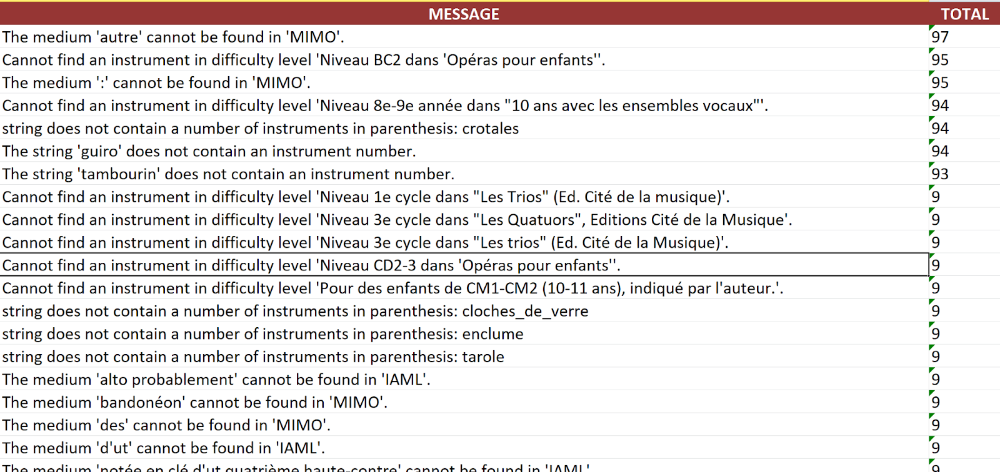 MESSAGE TOTAL
The medium 'autre' cannot be found in 'MIMO'. 97
Cannot find an instrument in difficulty level 'Niveau BC2 dans 'Opéras pour enfants''. 95
The medium ':' cannot be found in 'MIMO'. 95
Cannot find an instrument in difficulty level 'Niveau 8e-9e année dans "10 ans avec les ensembles vocaux"'. 94
string does not contain a number of instruments in parenthesis: crotales 94
The string 'guiro' does not contain an instrument number. 94
The string 'tambourin' does not contain an instrument number. 93
Cannot find an instrument in difficulty level 'Niveau 1e cycle dans "Les Trios" (Ed. Cité de la musique)'. 9
Cannot find an instrument in difficulty level 'Niveau 3e cycle dans "Les Quatuors", Editions Cité de la Musique'. 9
Cannot find an instrument in difficulty level 'Niveau 3e cycle dans "Les trios" (Ed. Cité de la Musique)'. 9
Cannot find an instrument in difficulty level 'Niveau CD2-3 dans 'Opéras pour enfants''. 9
Cannot find an instrument in difficulty level 'Pour des enfants de CM1-CM2 (10-11 ans), indiqué par l'auteur.'. 9
string does not contain a number of instruments in parenthesis: cloches_de_verre 9
string does not contain a number of instruments in parenthesis: enclume 9
string does not contain a number of instruments in parenthesis: tarole 9
The medium 'alto probablement' cannot be found in 'IAML'. 9
The medium 'bandonéon' cannot be found in 'MIMO'. 9
The medium 'des' cannot be found in 'MIMO'. 9
The medium 'd'ut' cannot be found in 'IAML'. 9
The medium 'notée en clé d'ut quatrième haute-contre' cannot be found in 'IAML' 9